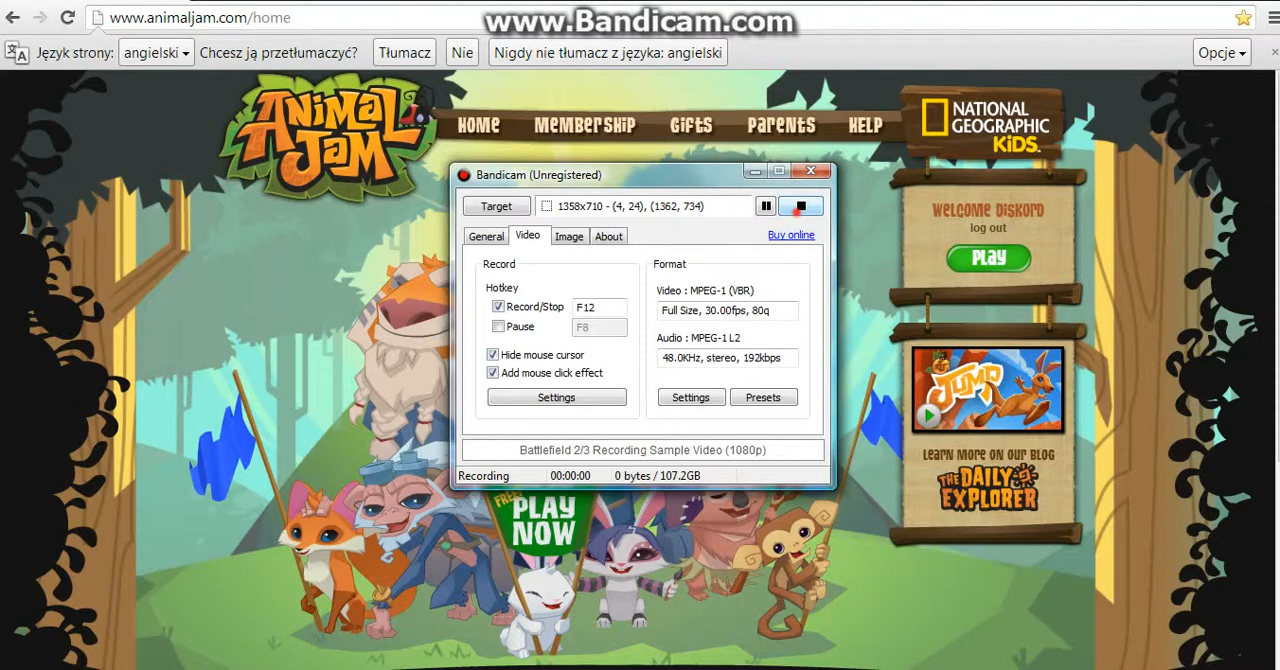 www.animaljam.com/home
www.Bandicam.com
Język strony: angielski Chcesz ją przetłumaczyć? Tłumacz Nie Nigdy nie tłumacz z języka: angielski Opcje
ANIMAL JAM
HOME MEMBERSHIP GIFTS PARENTS HELP
NATIONAL GEOGRAPHIC KiDS
Bandicam (Unregistered)
Target 1358x710 - (4, 24), (1362, 734)
General Video Image About Buy online
Record
Hotkey
Record/Stop F12
Pause F8
Hide mouse cursor
Add mouse click effect
Settings
Format
Video : MPEG-1 (VBR)
Full Size, 30.00fps, 80q
Audio : MPEG-1 L2
48.0KHz, stereo, 192kbps
Settings Presets
Battlefield 2/3 Recording Sample Video (1080p)
Recording 00:00:00 0 bytes / 107.2GB
WELCOME DISKORD
log out
PLAY
JUMP
LEARN MORE ON OUR BLOG
THE DAILY EXPLORER
FREE!
PLAY NOW